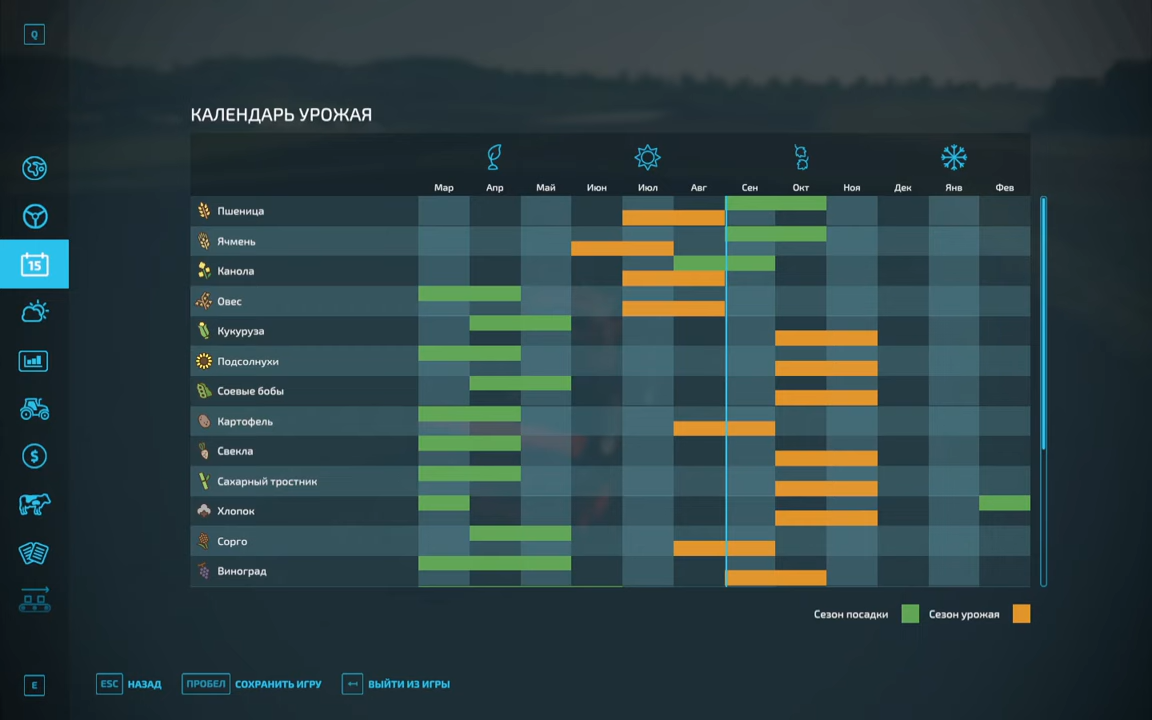 Q
КАЛЕНДАРЬ УРОЖАЯ
Мар Апр Май Июн Июл Авг Сен Окт Ноя Дек Янв Фев
Пшеница
Ячмень
15
Канола
Овес
Кукуруза
Подсолнухи
Соевые бобы
Картофель
Свекла
$
Сахарный тростник
Хлопок
Сорго
Виноград
Сезон посадки Сезон урожая
E
ESC НАЗАД ПРОБЕЛ СОХРАНИТЬ ИГРУ ВЫЙТИ ИЗ ИГРЫ